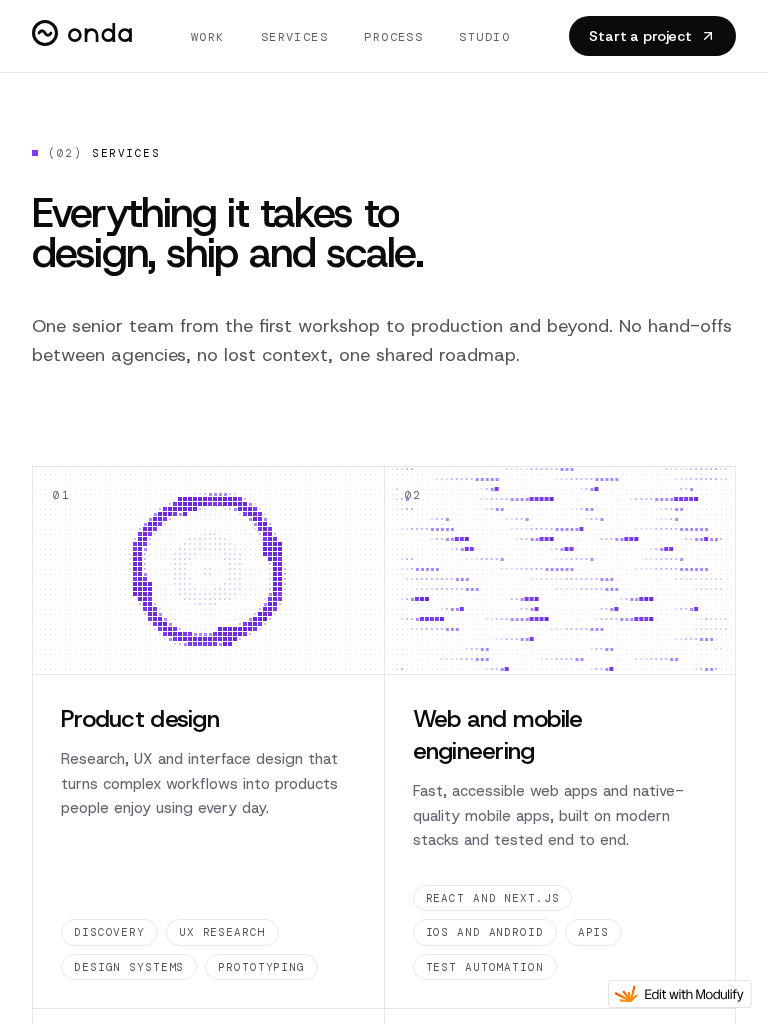 onda
WORK
SERVICES
PROCESS
STUDIO
Start a project
(02) SERVICES
Everything it takes to
design, ship and scale.
One senior team from the first workshop to production and beyond. No hand-offs
between agencies, no lost context, one shared roadmap.
01
Product design
Research, UX and interface design that
turns complex workflows into products
people enjoy using every day.
DISCOVERY
UX RESEARCH
DESIGN SYSTEMS
PROTOTYPING
02
Web and mobile
engineering
Fast, accessible web apps and native-
quality mobile apps, built on modern
stacks and tested end to end.
REACT AND NEXT.JS
IOS AND ANDROID
APIS
TEST AUTOMATION
Edit with Modulify